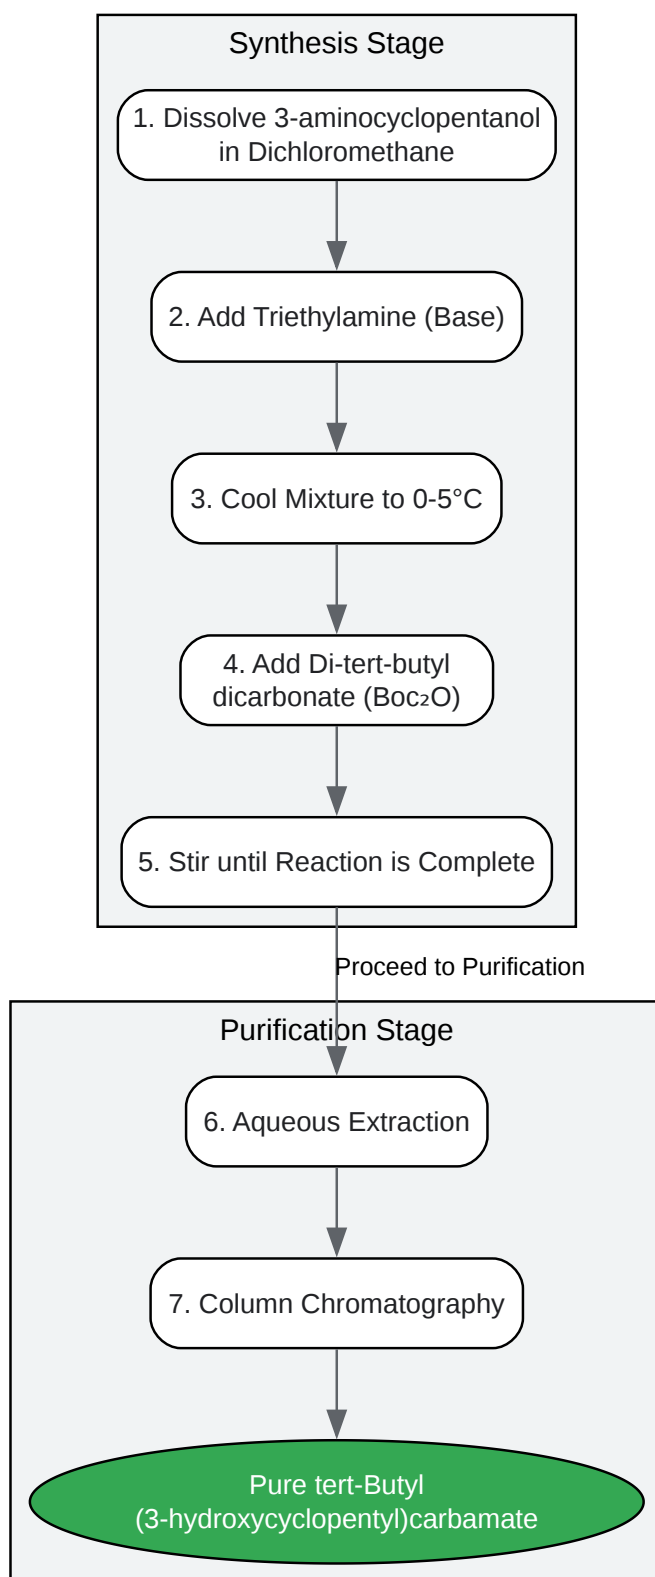 Synthesis Stage
1. Dissolve 3-aminocyclopentanol
in Dichloromethane
2. Add Triethylamine (Base)
3. Cool Mixture to 0-5°C
4. Add Di-tert-butyl
dicarbonate (Boc₂O)
5. Stir until Reaction is Complete
Proceed to Purification
Purification Stage
6. Aqueous Extraction
7. Column Chromatography
Pure tert-Butyl
(3-hydroxycyclopentyl)carbamate